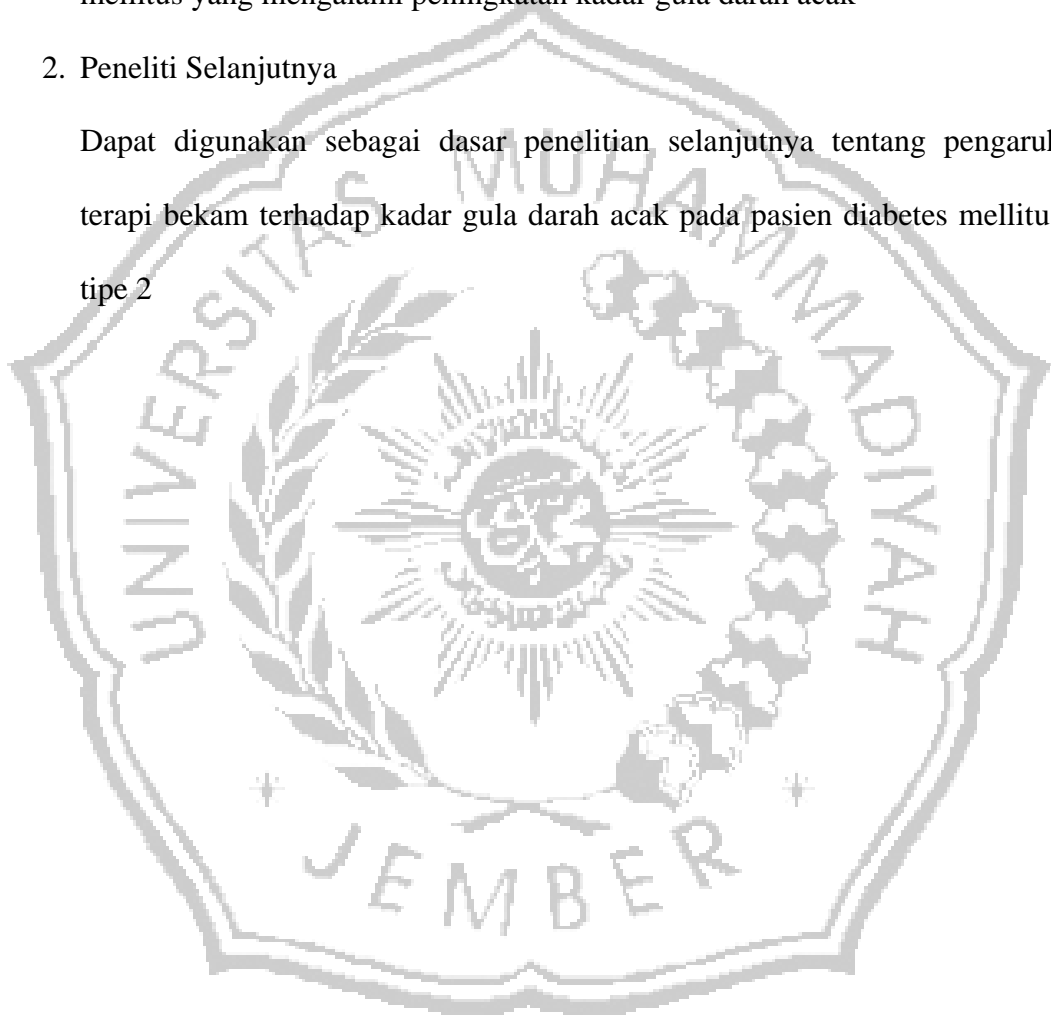 mellitus yang mengalami peningkatan kadar gula darah acak
2. Peneliti Selanjutnya
Dapat digunakan sebagai dasar penelitian selanjutnya tentang pengaruh
terapi bekam terhadap kadar gula darah acak pada pasien diabetes mellitu
tipe 2
UNIVERSITAS MUHAMMADIYAH
JEMBER